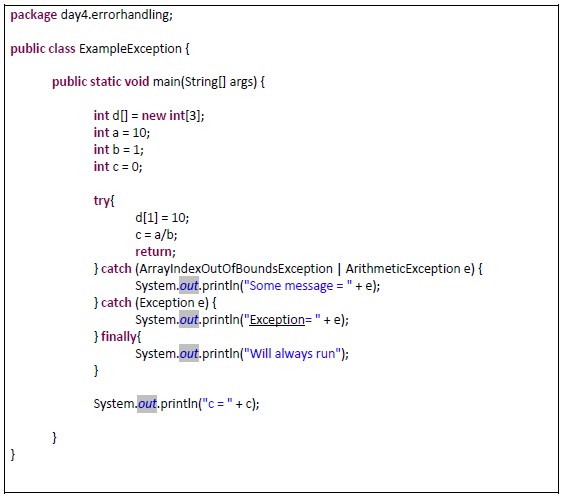 package day4.errorhandling;
public class ExampleException {
public static void main(String[] args) {
int d[] = new int[3];
int a = 10;
int b = 1;
int c = 0;
try{
d[1] = 10;
c = a/b;
return;
} catch (ArrayIndexOutOfBoundsException | ArithmeticException e) {
System.out.println("Some message = " + e);
} catch (Exception e) {
System.out.println("Exception= " + e);
} finally{
System.out.println("Will always run");
}
System.out.println("c = " + c);
}
}